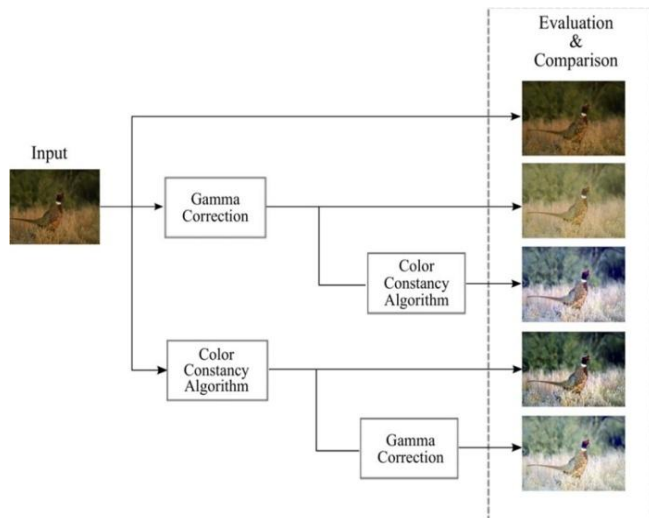 Evaluation
&
Comparison
Input
Gamma
Correction
Color
Constancy
Algorithm
Color
Constancy
Algorithm
Gamma
Correction